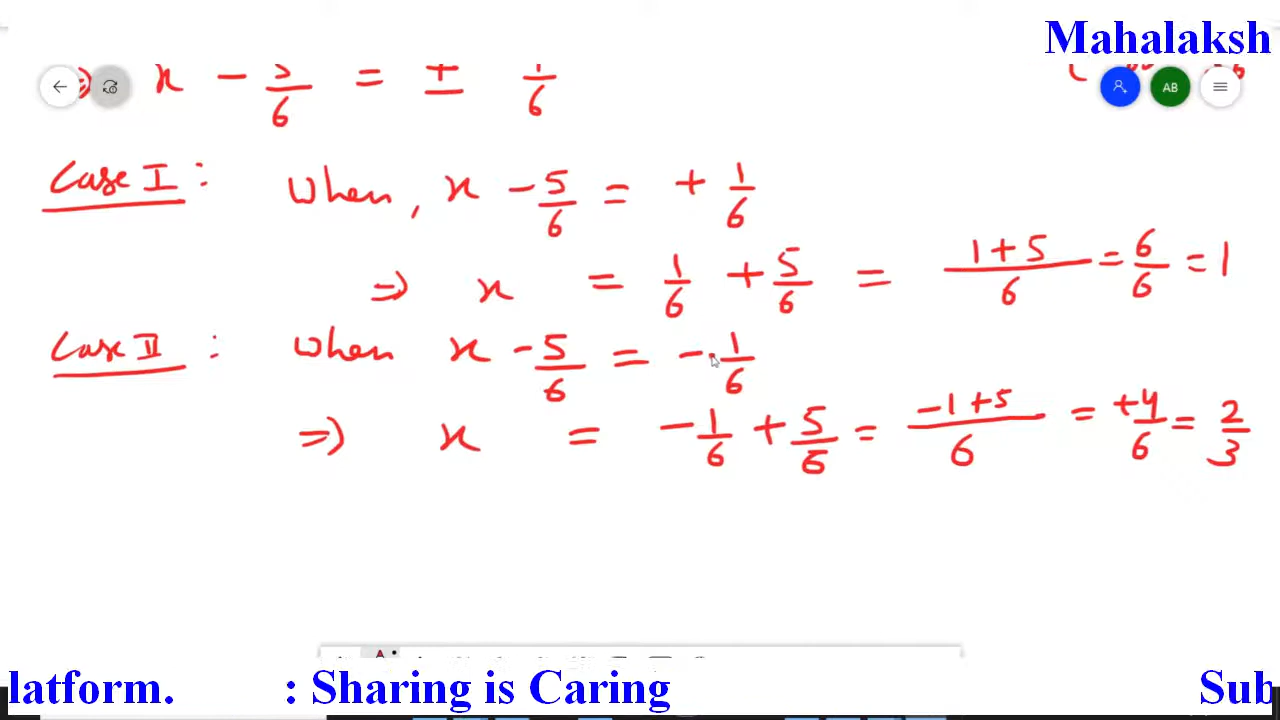 Mahalaksh
⇒ x - 5/6 = ± 1/6
AB
Case I : When, x - 5/6 = + 1/6
⇒ x = 1/6 + 5/6 = (1+5)/6 = 6/6 = 1
Case II : When x - 5/6 = - 1/6
⇒ x = - 1/6 + 5/6 = (-1+5)/6 = +4/6 = 2/3
latform. : Sharing is Caring Sub